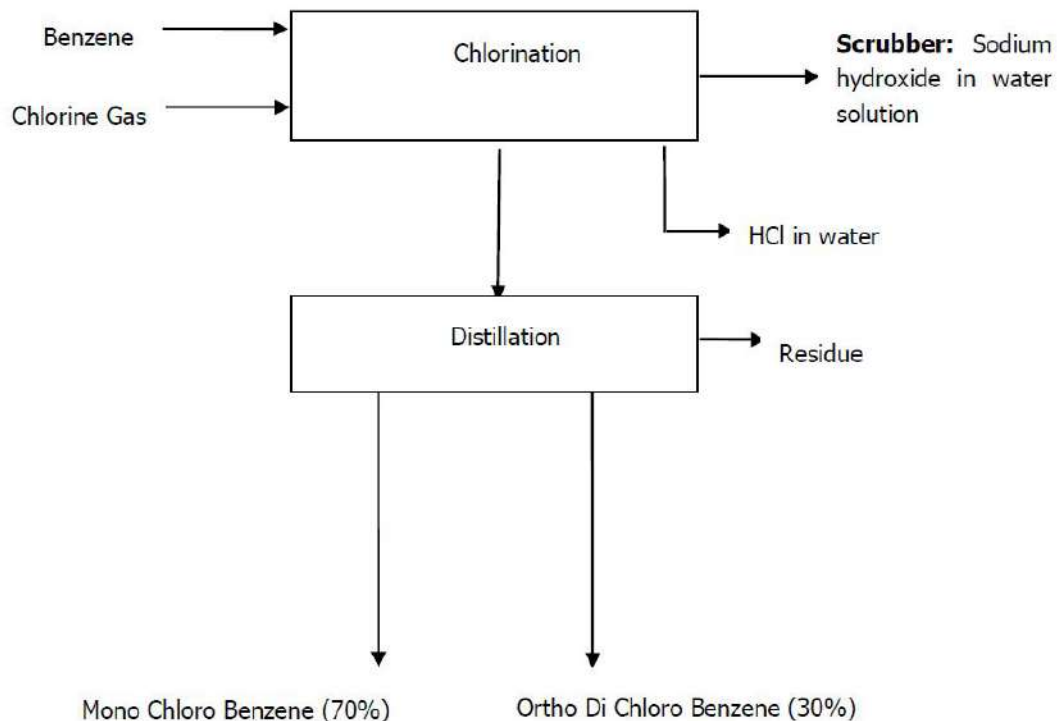 Benzene
Chlorine Gas
Chlorination
Scrubber: Sodium
hydroxide in water
solution
HCl in water
Distillation
Residue
Mono Chloro Benzene (70%)
Ortho Di Chloro Benzene (30%)